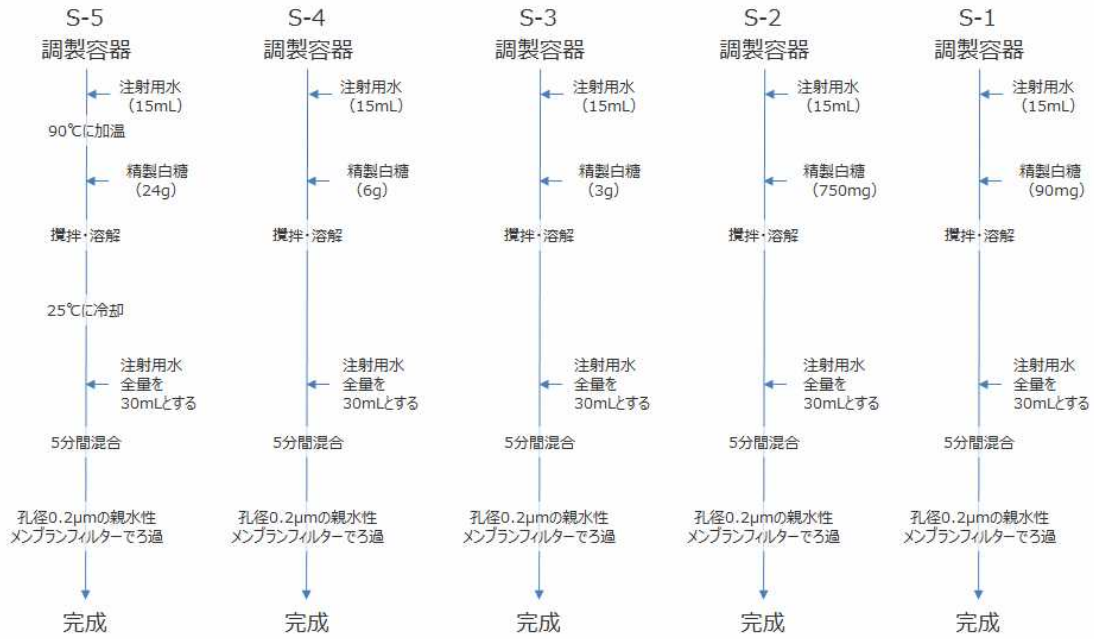 S-5
調製容器
注射用水
（15mL）
90℃に加温
精製白糖
（24g）
攪拌･溶解
25℃に冷却
注射用水
全量を
30mLとする
5分間混合
孔径0.2μmの親水性
メンブランフィルターでろ過
完成
S-4
調製容器
注射用水
（15mL）
精製白糖
（6g）
攪拌･溶解
注射用水
全量を
30mLとする
5分間混合
孔径0.2μmの親水性
メンブランフィルターでろ過
完成
S-3
調製容器
注射用水
（15mL）
精製白糖
（3g）
攪拌･溶解
注射用水
全量を
30mLとする
5分間混合
孔径0.2μmの親水性
メンブランフィルターでろ過
完成
S-2
調製容器
注射用水
（15mL）
精製白糖
（750mg）
攪拌･溶解
注射用水
全量を
30mLとする
5分間混合
孔径0.2μmの親水性
メンブランフィルターでろ過
完成
S-1
調製容器
注射用水
（15mL）
精製白糖
（90mg）
攪拌･溶解
注射用水
全量を
30mLとする
5分間混合
孔径0.2μmの親水性
メンブランフィルターでろ過
完成